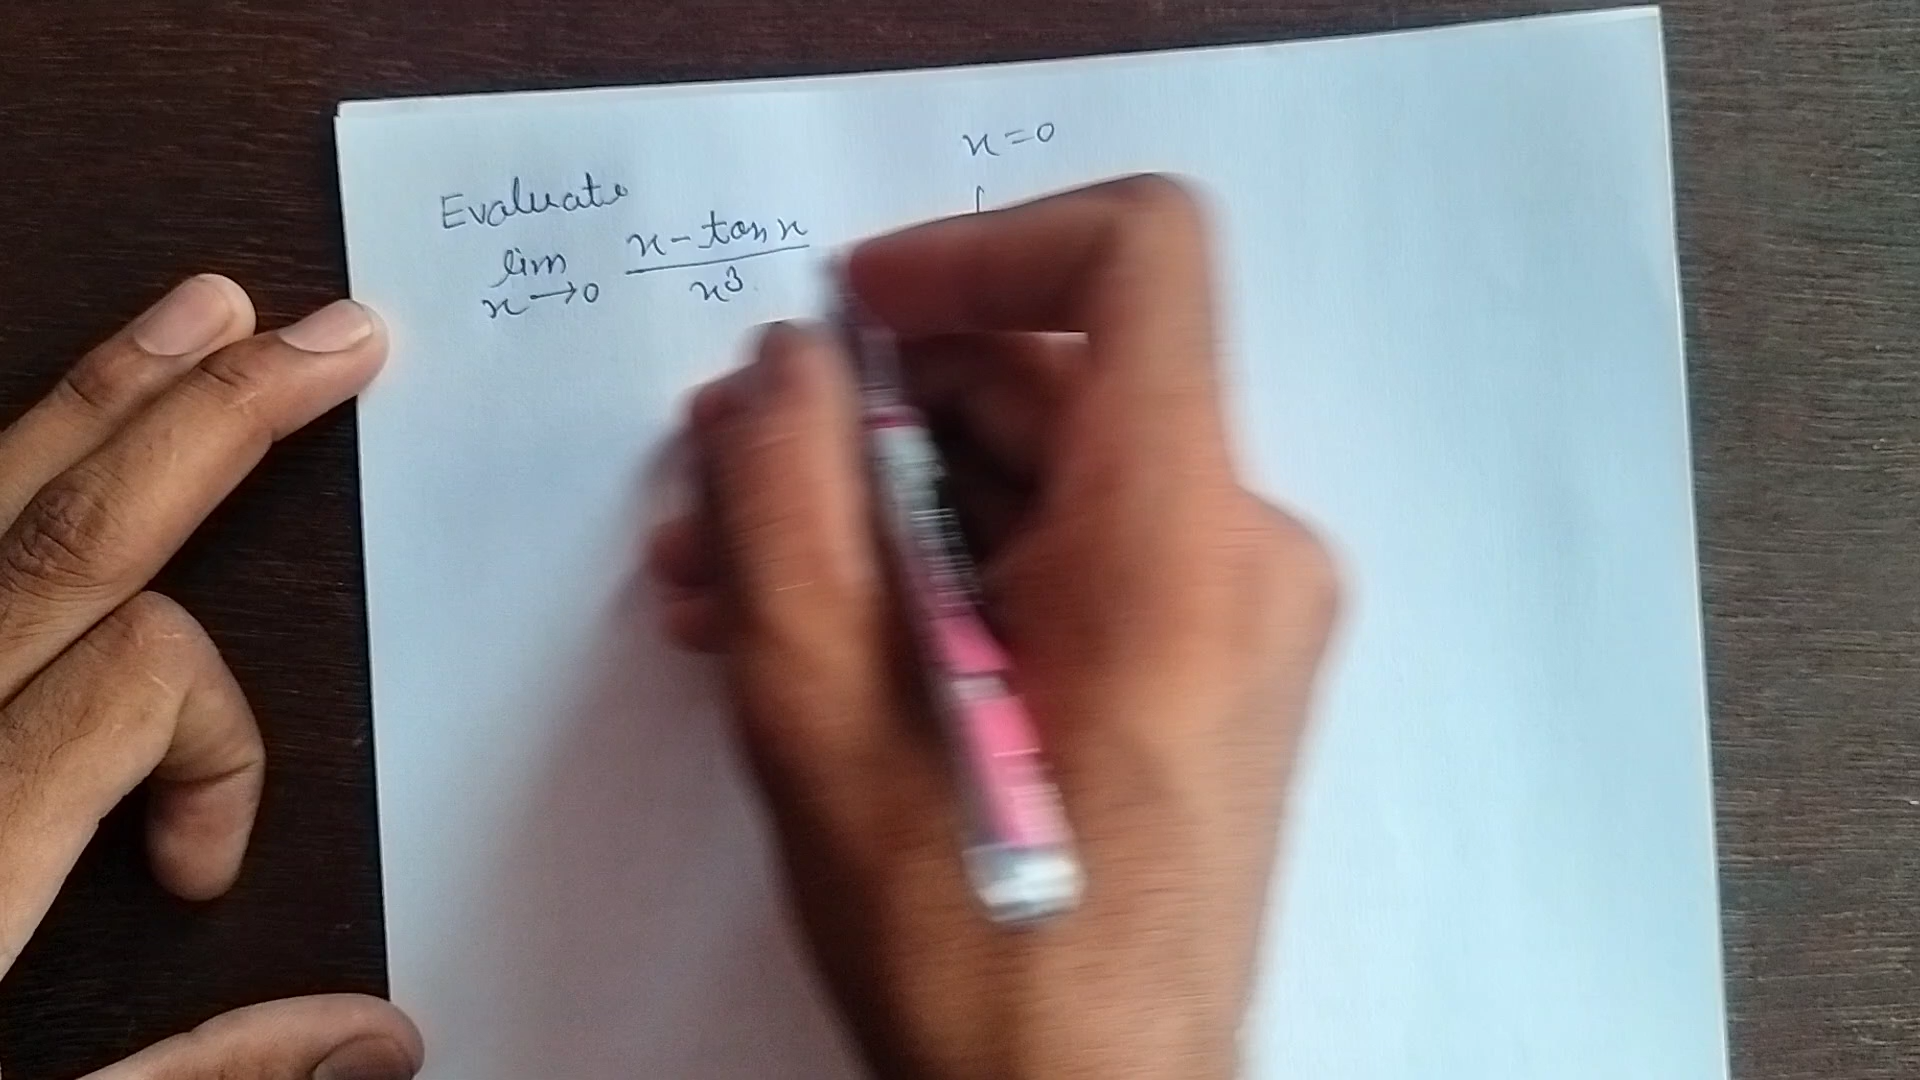 Evaluate
lim x→0 x - tan x / x³
x=0